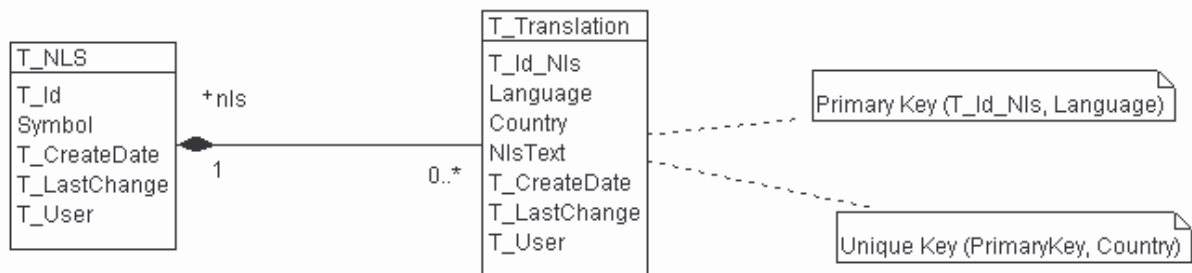 T_NLS
T_Id
Symbol
T_CreateDate
T_LastChange
T_User
+nls
1
0..*
T_Translation
T_Id_Nls
Language
Country
NlsText
T_CreateDate
T_LastChange
T_User
Primary Key (T_Id_Nls, Language)
Unique Key (PrimaryKey, Country)